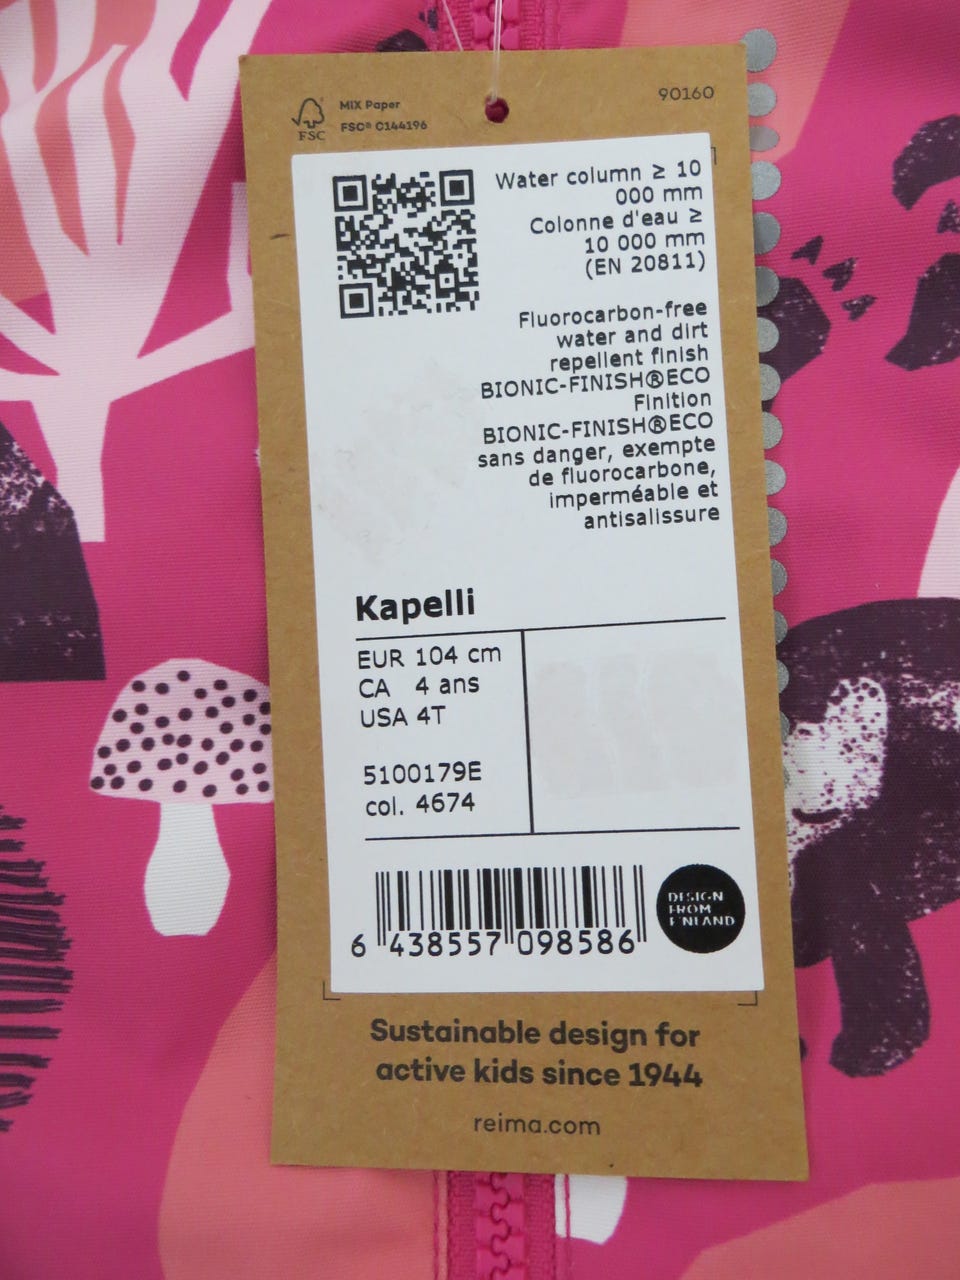 MIX Paper
FSC® C144196
FSC
90160
Water column ≥ 10
000 mm
Colonne d'eau ≥
10 000 mm
(EN 20811)
Fluorocarbon-free
water and dirt
repellent finish
BIONIC-FINISH®ECO
Finition
BIONIC-FINISH®ECO
sans danger, exempte
de fluorocarbone,
imperméable et
antisalissure
Kapelli
EUR 104 cm
CA 4 ans
USA 4T
5100179E
col. 4674
6 438557 098586
DESIGN
FROM
FINLAND
Sustainable design for
active kids since 1944
reima.com